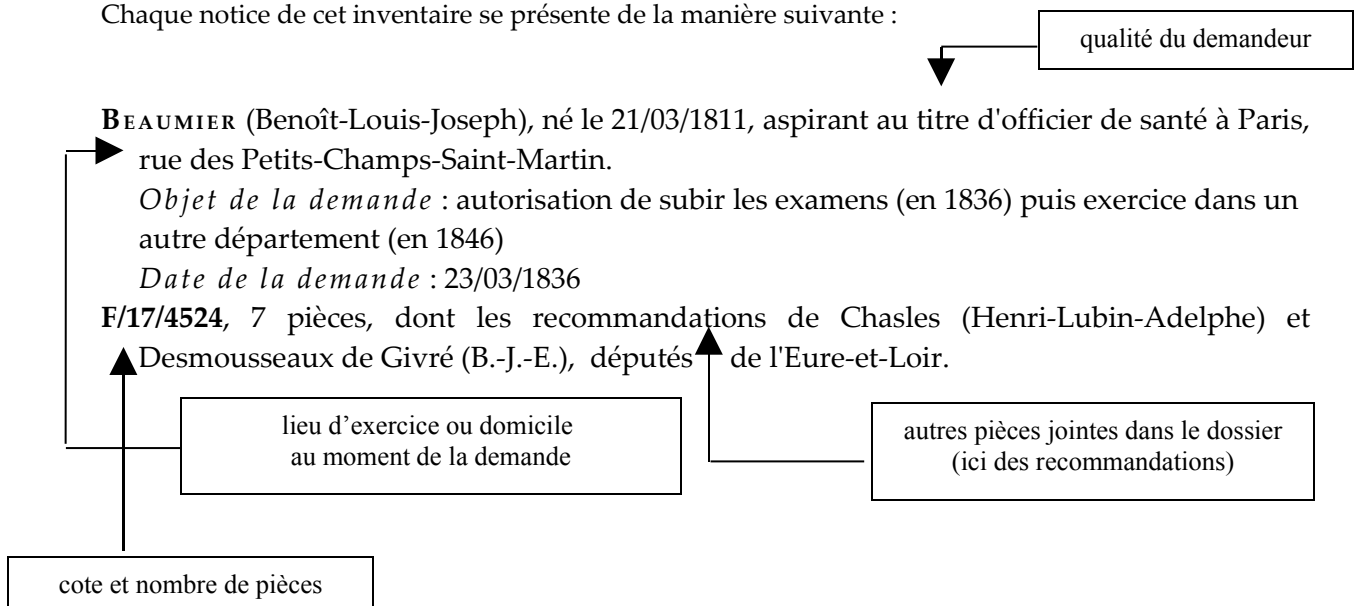 Chaque notice de cet inventaire se présente de la manière suivante :
qualité du demandeur
BEAUMIER (Benoît-Louis-Joseph), né le 21/03/1811, aspirant au titre d'officier de santé à Paris,
rue des Petits-Champs-Saint-Martin.
Objet de la demande : autorisation de subir les examens (en 1836) puis exercice dans un
autre département (en 1846)
Date de la demande : 23/03/1836
F/17/4524, 7 pièces, dont les recommandations de Chasles (Henri-Lubin-Adelphe) et
Desmousseaux de Givré (B.-J.-E.), députés de l'Eure-et-Loir.
lieu d’exercice ou domicile
au moment de la demande
autres pièces jointes dans le dossier
(ici des recommandations)
cote et nombre de pièces